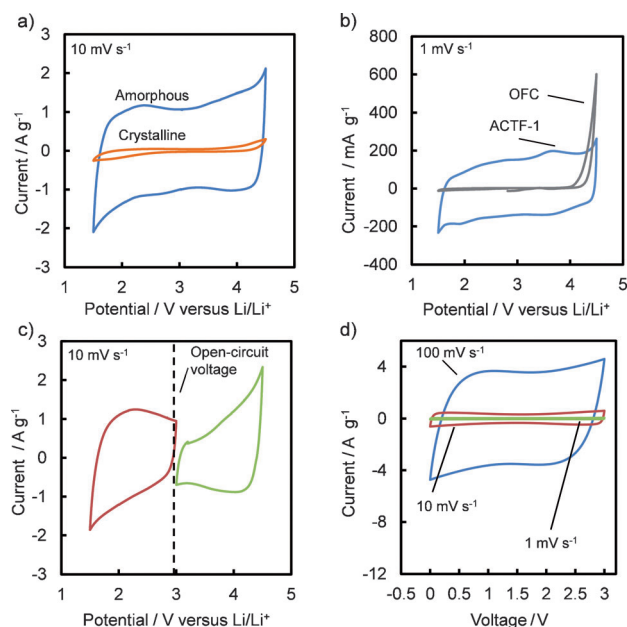 a)
10 mV s⁻¹
Amorphous
Crystalline
Current / A g⁻¹
3
2
1
0
-1
-2
-3
1
2
3
4
5
Potential / V versus Li/Li⁺
b)
1 mV s⁻¹
OFC
ACTF-1
Current / mA g⁻¹
800
600
400
200
0
-200
-400
1
2
3
4
5
Potential / V versus Li/Li⁺
c)
10 mV s⁻¹
Open-circuit
voltage
Current / A g⁻¹
3
2
1
0
-1
-2
-3
1
2
3
4
5
Potential / V versus Li/Li⁺
d)
100 mV s⁻¹
10 mV s⁻¹
1 mV s⁻¹
Current / A g⁻¹
4
0
-4
-8
-12
-0.5
0
0.5
1
1.5
2
2.5
3
Voltage / V